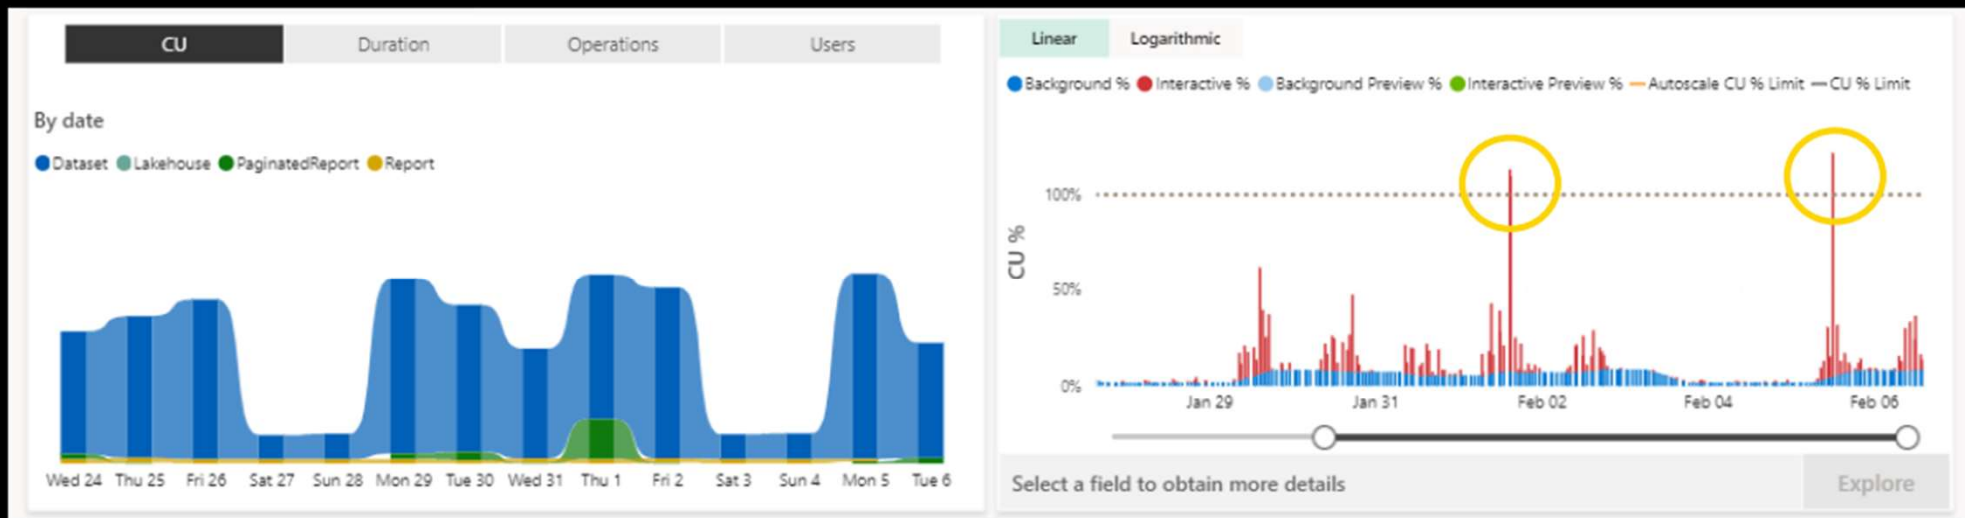 CU Duration Operations Users
By date
Dataset Lakehouse PaginatedReport Report
Wed 24 Thu 25 Fri 26 Sat 27 Sun 28 Mon 29 Tue 30 Wed 31 Thu 1 Fri 2 Sat 3 Sun 4 Mon 5 Tue 6
Linear Logarithmic
Background % Interactive % Background Preview % Interactive Preview % Autoscale CU % Limit CU % Limit
CU %
100%
50%
0%
Jan 29 Jan 31 Feb 02 Feb 04 Feb 06
Select a field to obtain more details Explore